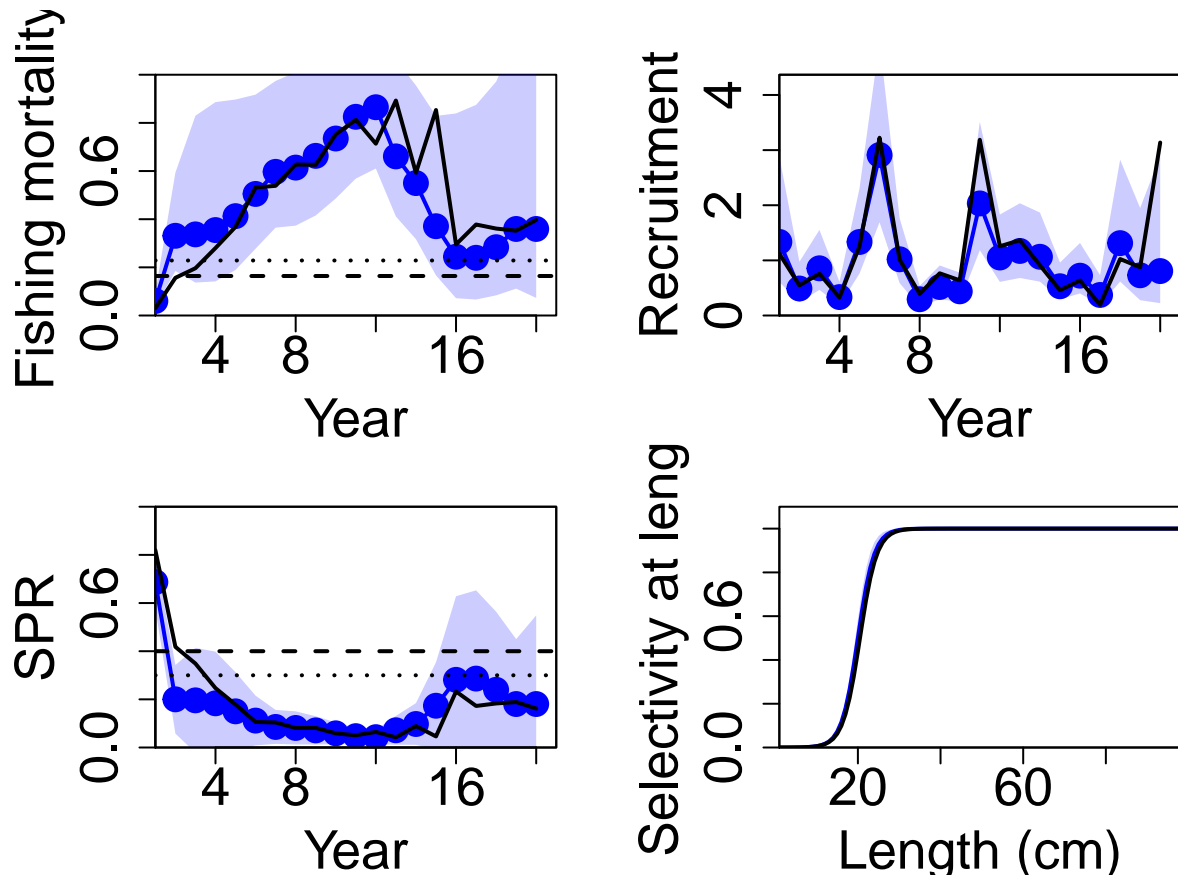 Fishing mortality
0.0 0.6
4 8 16
Year
Recruitment
0 2 4
4 8 16
Year
SPR
0.0 0.6
4 8 16
Year
Selectivity at leng
0.0 0.6
20 60
Length (cm)